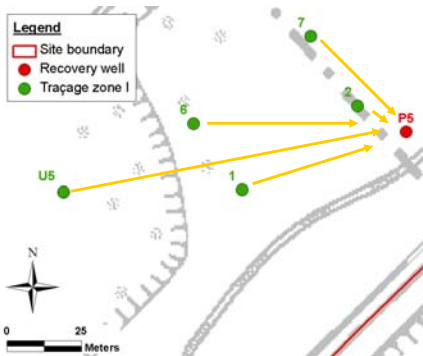 Legend
Site boundary
Recovery well
Traçage zone I
7
2
P5
6
U5
1
N
0 25
Meters